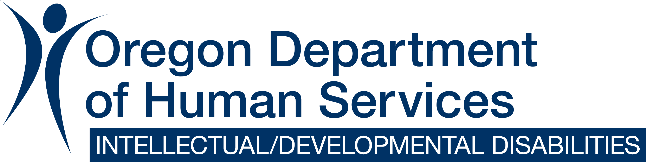 Oregon Department
of Human Services
INTELLECTUAL/DEVELOPMENTAL DISABILITIES